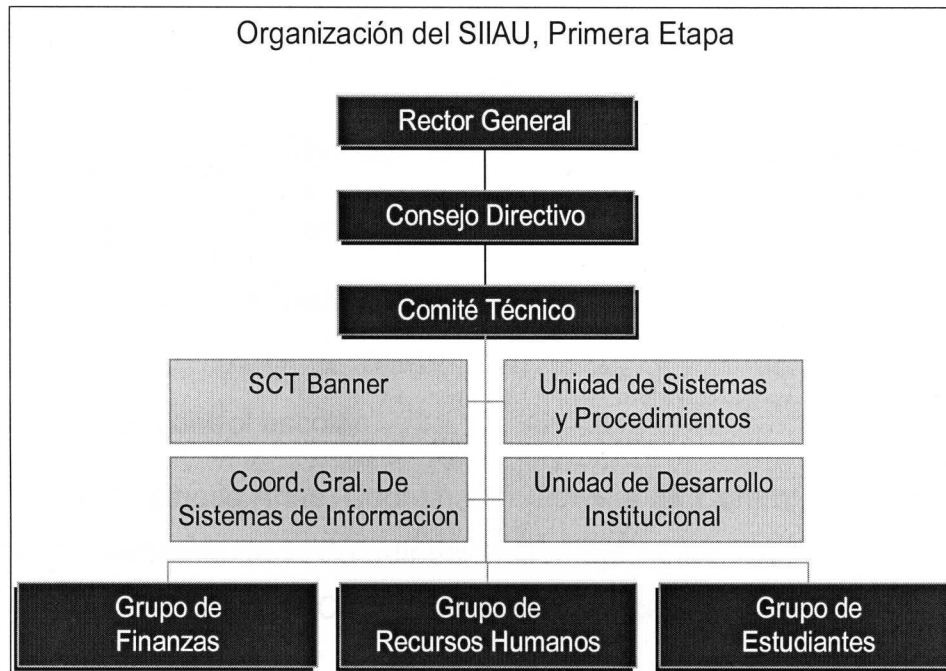 Organización del SIIAU, Primera Etapa
Rector General
Consejo Directivo
Comité Técnico
SCT Banner
Unidad de Sistemas
y Procedimientos
Coord. Gral. De
Sistemas de Información
Unidad de Desarrollo
Institucional
Grupo de
Finanzas
Grupo de
Recursos Humanos
Grupo de
Estudiantes